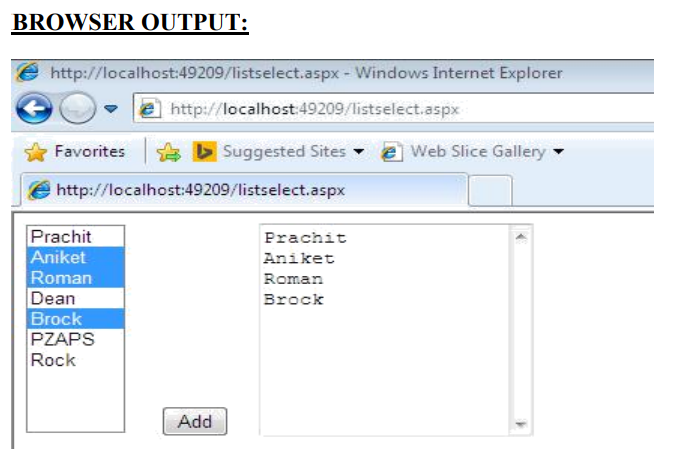 BROWSER OUTPUT:
http://localhost:49209/listselect.aspx - Windows Internet Explorer
http://localhost:49209/listselect.aspx
Favorites Suggested Sites Web Slice Gallery
http://localhost:49209/listselect.aspx
Prachit
Aniket
Roman
Dean
Brock
PZAPS
Rock
Add
Prachit
Aniket
Roman
Brock